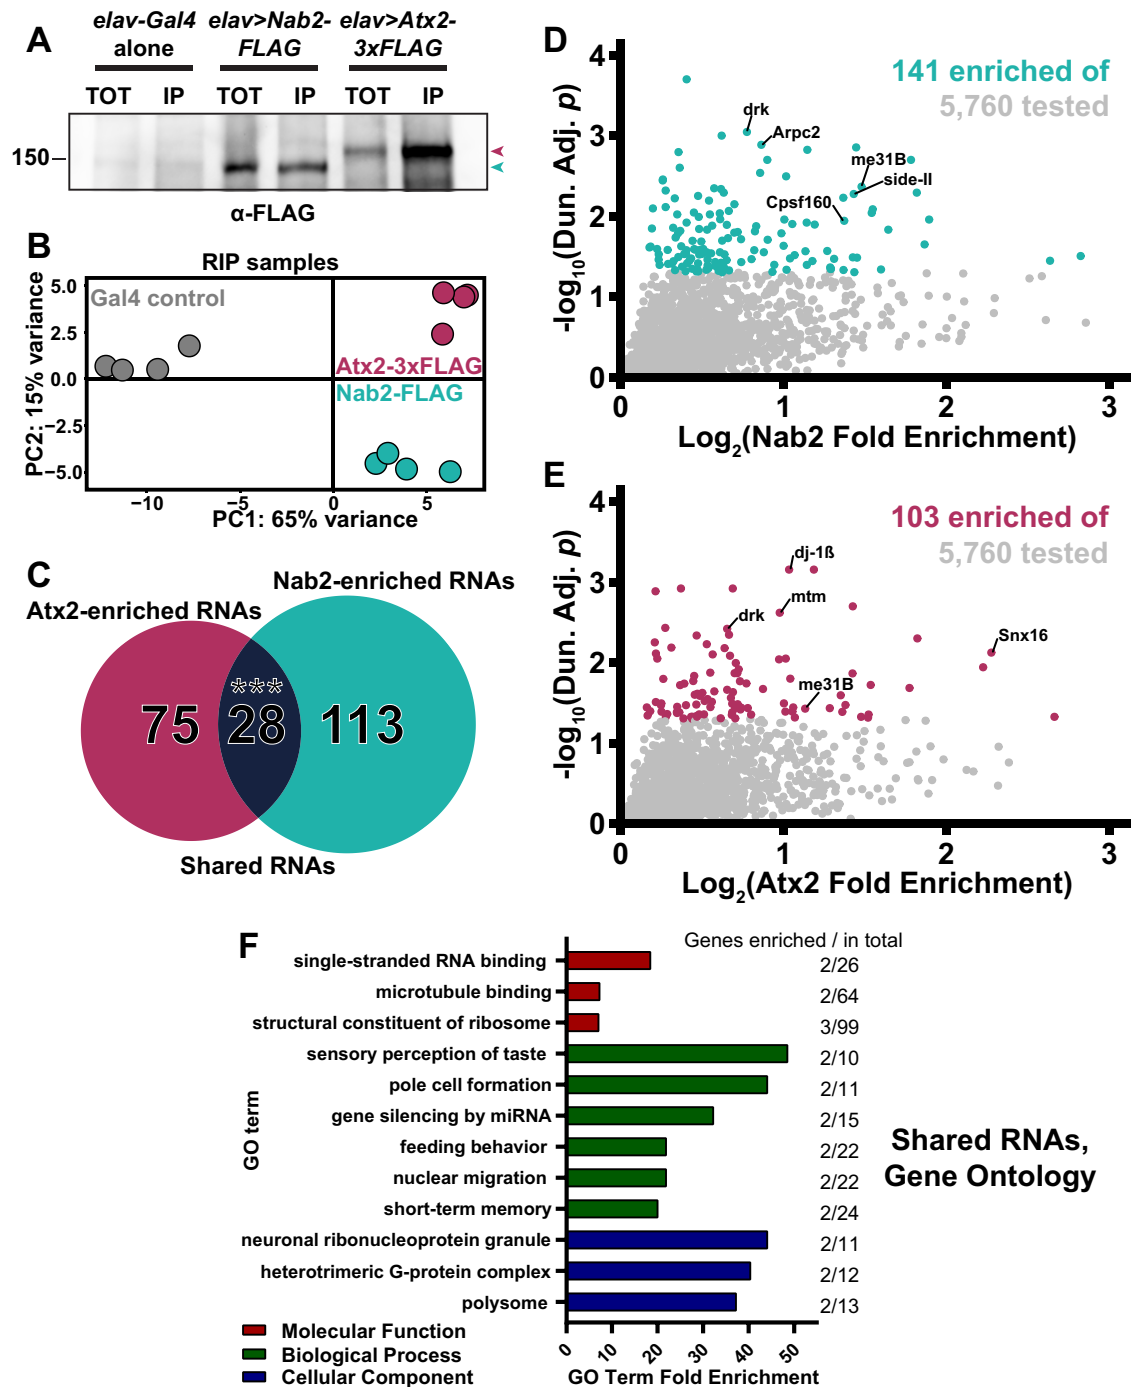 A
elav-Gal4
alone
elav>Nab2-
FLAG
elav>Atx2-
3xFLAG
TOT IP TOT IP TOT IP
150
α-FLAG
B
RIP samples
Gal4 control
Atx2-3xFLAG
Nab2-FLAG
5.0
2.5
0.0
−2.5
−5.0
PC2: 15% variance
−10 −5 0 5
PC1: 65% variance
C
Nab2-enriched RNAs
Atx2-enriched RNAs
***
75 28 113
Shared RNAs
D
141 enriched of
5,760 tested
drk
Arpc2
me31B
side-II
Cpsf160
4
3
2
1
0
-log10(Dun. Adj. p)
0 1 2 3
Log2(Nab2 Fold Enrichment)
E
103 enriched of
5,760 tested
dj-1ß
mtm
drk
Snx16
me31B
4
3
2
1
0
-log10(Dun. Adj. p)
0 1 2 3
Log2(Atx2 Fold Enrichment)
F
Genes enriched / in total
single-stranded RNA binding 2/26
microtubule binding 2/64
structural constituent of ribosome 3/99
sensory perception of taste 2/10
pole cell formation 2/11
gene silencing by miRNA 2/15
feeding behavior 2/22
nuclear migration 2/22
short-term memory 2/24
neuronal ribonucleoprotein granule 2/11
heterotrimeric G-protein complex 2/12
polysome 2/13
GO term
Shared RNAs,
Gene Ontology
0 10 20 30 40 50
GO Term Fold Enrichment
Molecular Function
Biological Process
Cellular Component